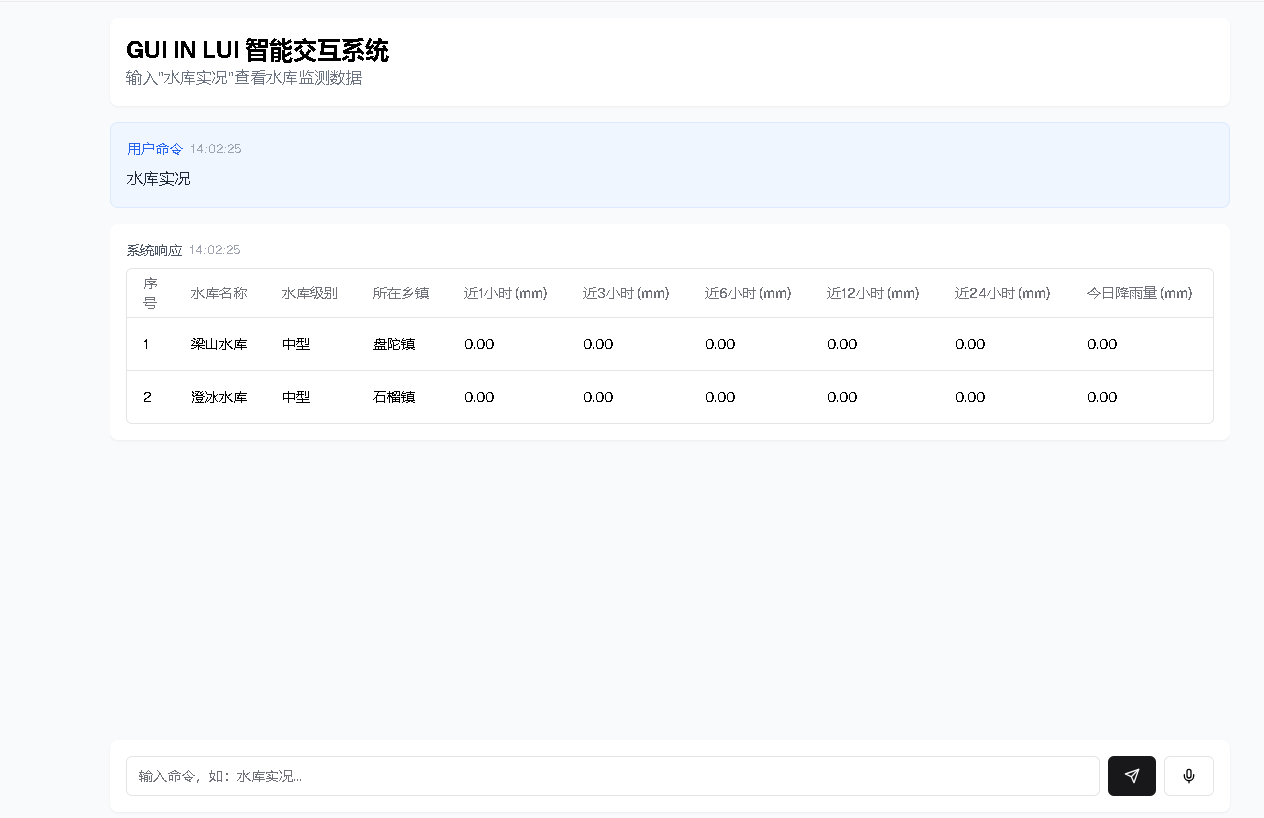 GUI IN LUI 智能交互系统
输入"水库实况"查看水库监测数据
用户命令 14:02:25
水库实况
系统响应 14:02:25
序号 水库名称 水库级别 所在乡镇 近1小时(mm) 近3小时(mm) 近6小时(mm) 近12小时(mm) 近24小时(mm) 今日降雨量(mm)
1 梁山水库 中型 盘陀镇 0.00 0.00 0.00 0.00 0.00 0.00
2 澄冰水库 中型 石榴镇 0.00 0.00 0.00 0.00 0.00 0.00
输入命令，如：水库实况...